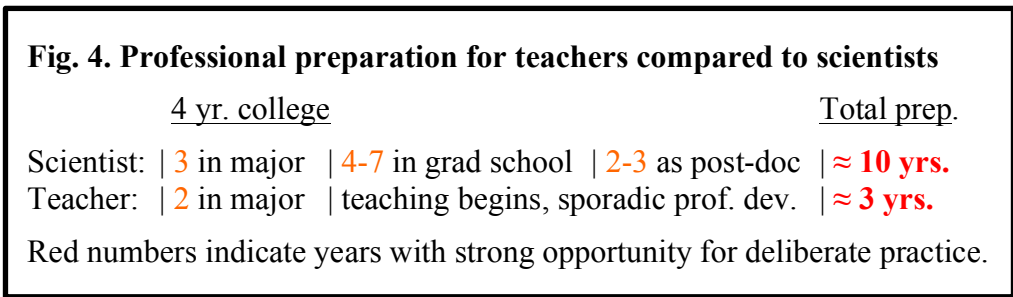 Fig. 4. Professional preparation for teachers compared to scientists
4 yr. college Total prep.
Scientist: | 3 in major | 4-7 in grad school | 2-3 as post-doc | ≈ 10 yrs.
Teacher: | 2 in major | teaching begins, sporadic prof. dev. | ≈ 3 yrs.
Red numbers indicate years with strong opportunity for deliberate practice.